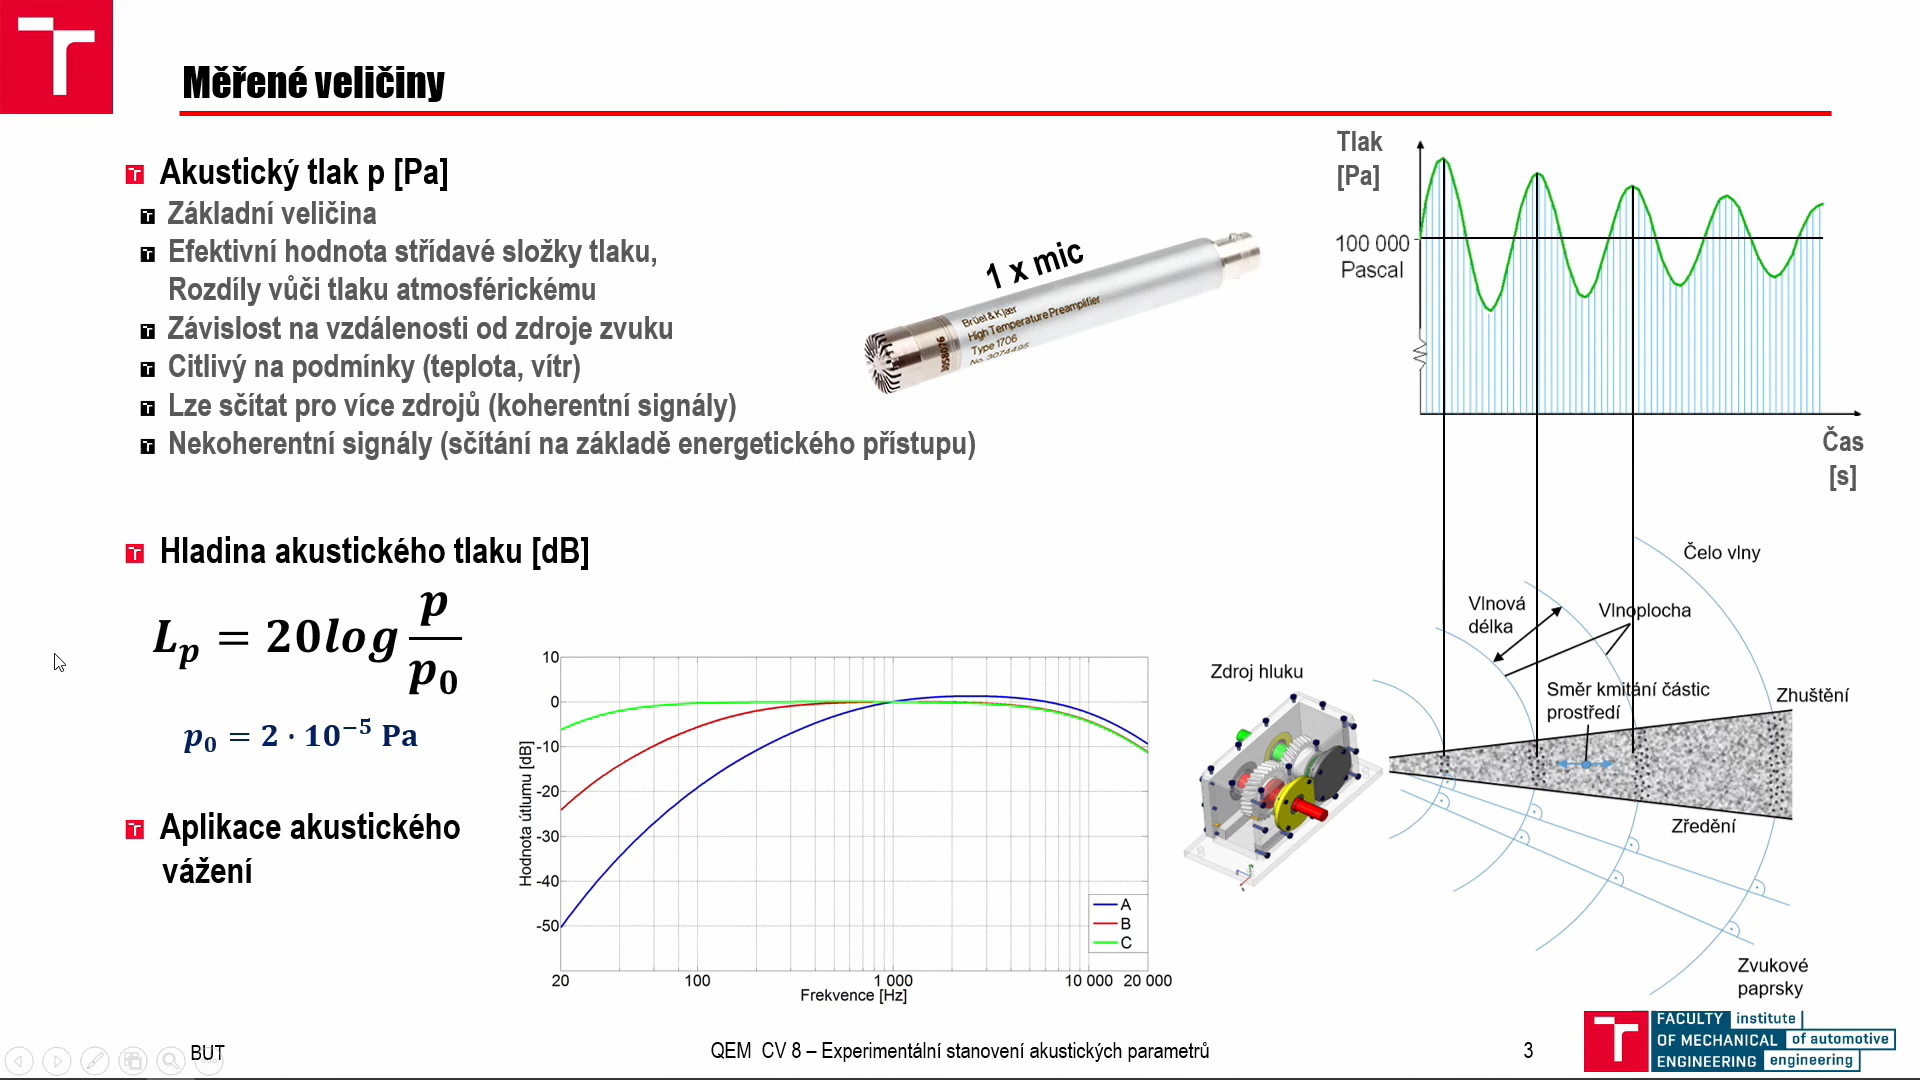 Měřené veličiny
Akustický tlak p [Pa]
Základní veličina
Efektivní hodnota střídavé složky tlaku,
Rozdíly vůči tlaku atmosférickému
Závislost na vzdálenosti od zdroje zvuku
Citlivý na podmínky (teplota, vítr)
Lze sčítat pro více zdrojů (koherentní signály)
Nekoherentní signály (sčítání na základě energetického přístupu)
1 x mic
Brüel & Kjær
High Temperature Preamplifier
Type 1706
No. 3074495
Tlak
[Pa]
100 000
Pascal
Čas
[s]
Hladina akustického tlaku [dB]
L_p = 20log p/p_0
p_0 = 2 · 10^−5 Pa
Aplikace akustického
vážení
10
0
-10
-20
-30
-40
-50
Hodnota útlumu [dB]
A
B
C
20
100
1 000
10 000
20 000
Frekvence [Hz]
Zdroj hluku
Čelo vlny
Vlnová
délka
Vlnoplocha
Směr kmitání částic
prostředí
Zhuštění
Zředění
Zvukové
paprsky
BUT
QEM CV 8 – Experimentální stanovení akustických parametrů
3
FACULTY institute
OF MECHANICAL of automotive
ENGINEERING engineering